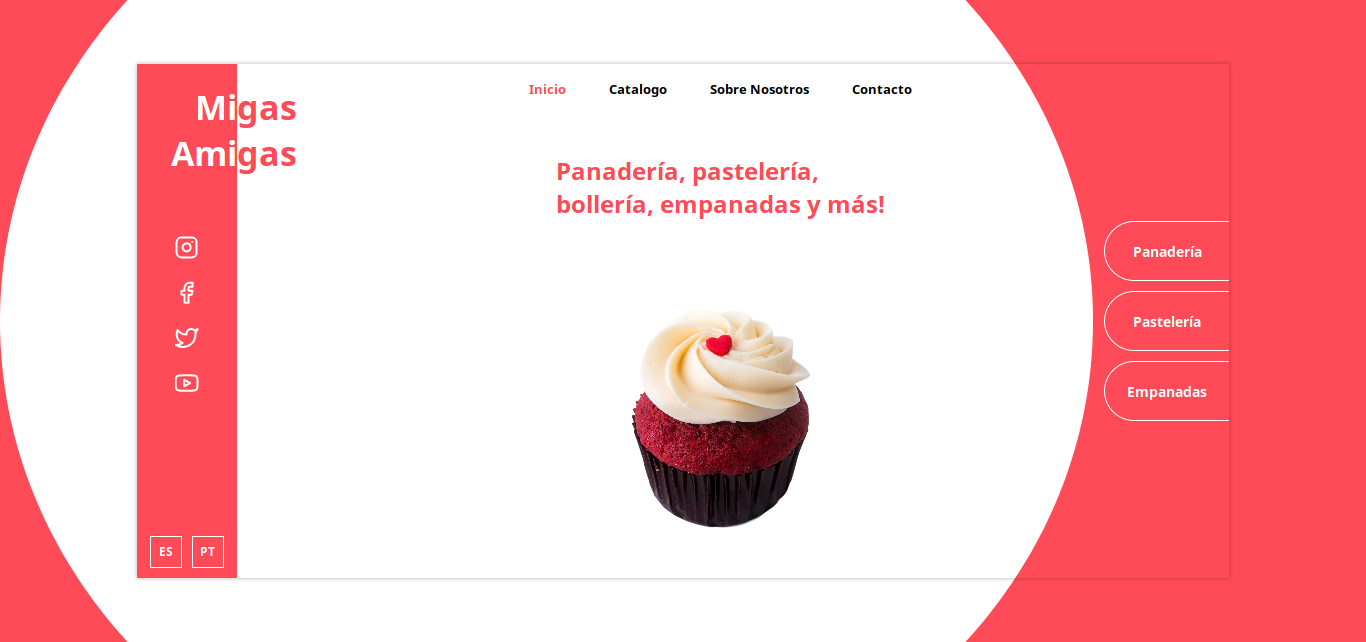 Migas
Amigas
Inicio
Catalogo
Sobre Nosotros
Contacto
Panadería, pastelería,
bollería, empanadas y más!
Panadería
Pastelería
Empanadas
ES
PT